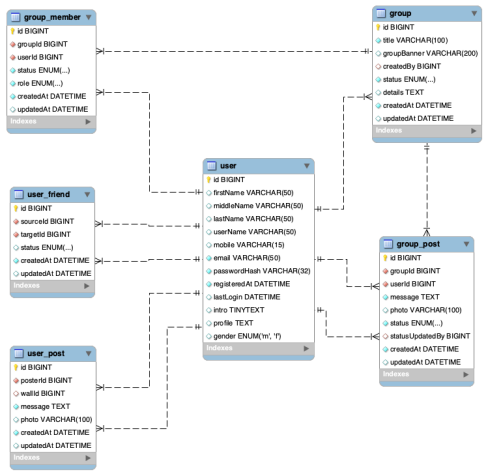 group_member
id BIGINT
groupId BIGINT
userId BIGINT
status ENUM(...)
role ENUM(...)
createdAt DATETIME
updatedAt DATETIME
Indexes
group
id BIGINT
title VARCHAR(100)
groupBanner VARCHAR(200)
createdBy BIGINT
status ENUM(...)
details TEXT
createdAt DATETIME
updatedAt DATETIME
Indexes
user
id BIGINT
firstName VARCHAR(50)
middleName VARCHAR(50)
lastName VARCHAR(50)
userName VARCHAR(50)
mobile VARCHAR(15)
email VARCHAR(50)
passwordHash VARCHAR(32)
registeredAt DATETIME
lastLogin DATETIME
intro TINYTEXT
profile TEXT
gender ENUM('m', 'f')
Indexes
user_friend
id BIGINT
sourceId BIGINT
targetId BIGINT
status ENUM(...)
createdAt DATETIME
updatedAt DATETIME
Indexes
group_post
id BIGINT
groupId BIGINT
userId BIGINT
message TEXT
photo VARCHAR(100)
status ENUM(...)
statusUpdatedBy BIGINT
createdAt DATETIME
updatedAt DATETIME
Indexes
user_post
id BIGINT
posterId BIGINT
wallId BIGINT
message TEXT
photo VARCHAR(100)
createdAt DATETIME
updatedAt DATETIME
Indexes